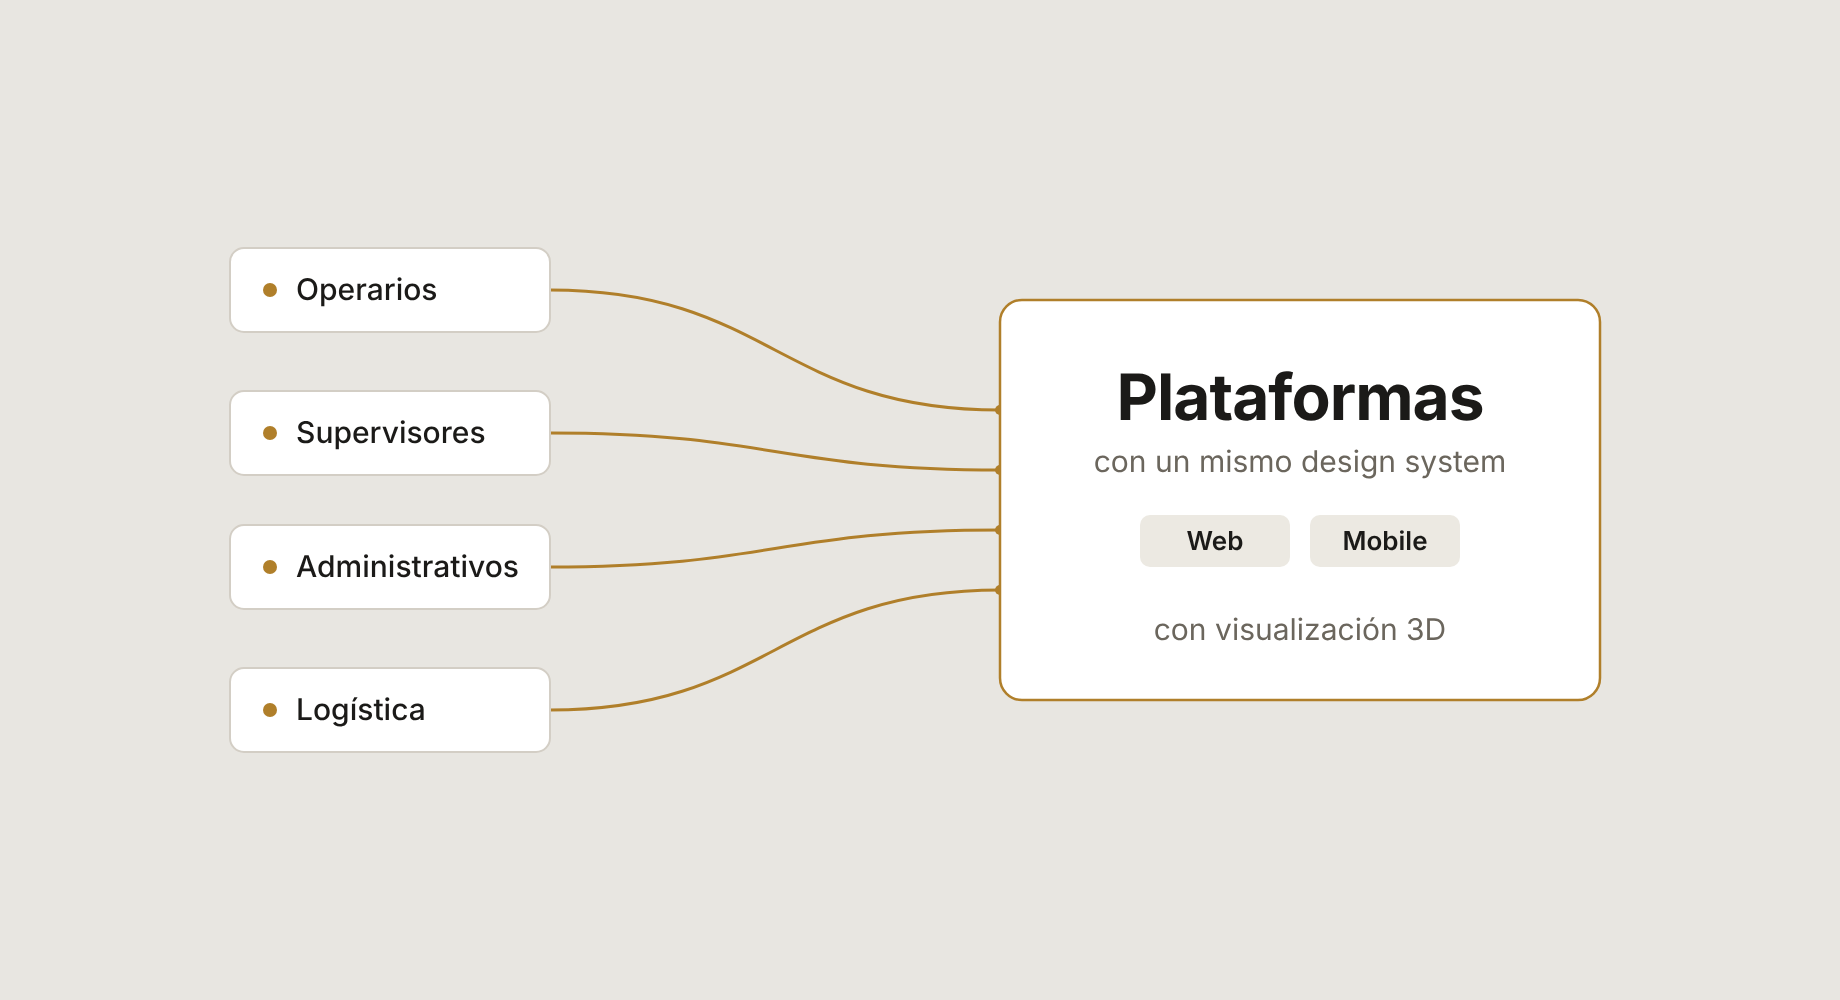 Operarios
Supervisores
Administrativos
Logística
Plataformas
con un mismo design system
Web
Mobile
con visualización 3D